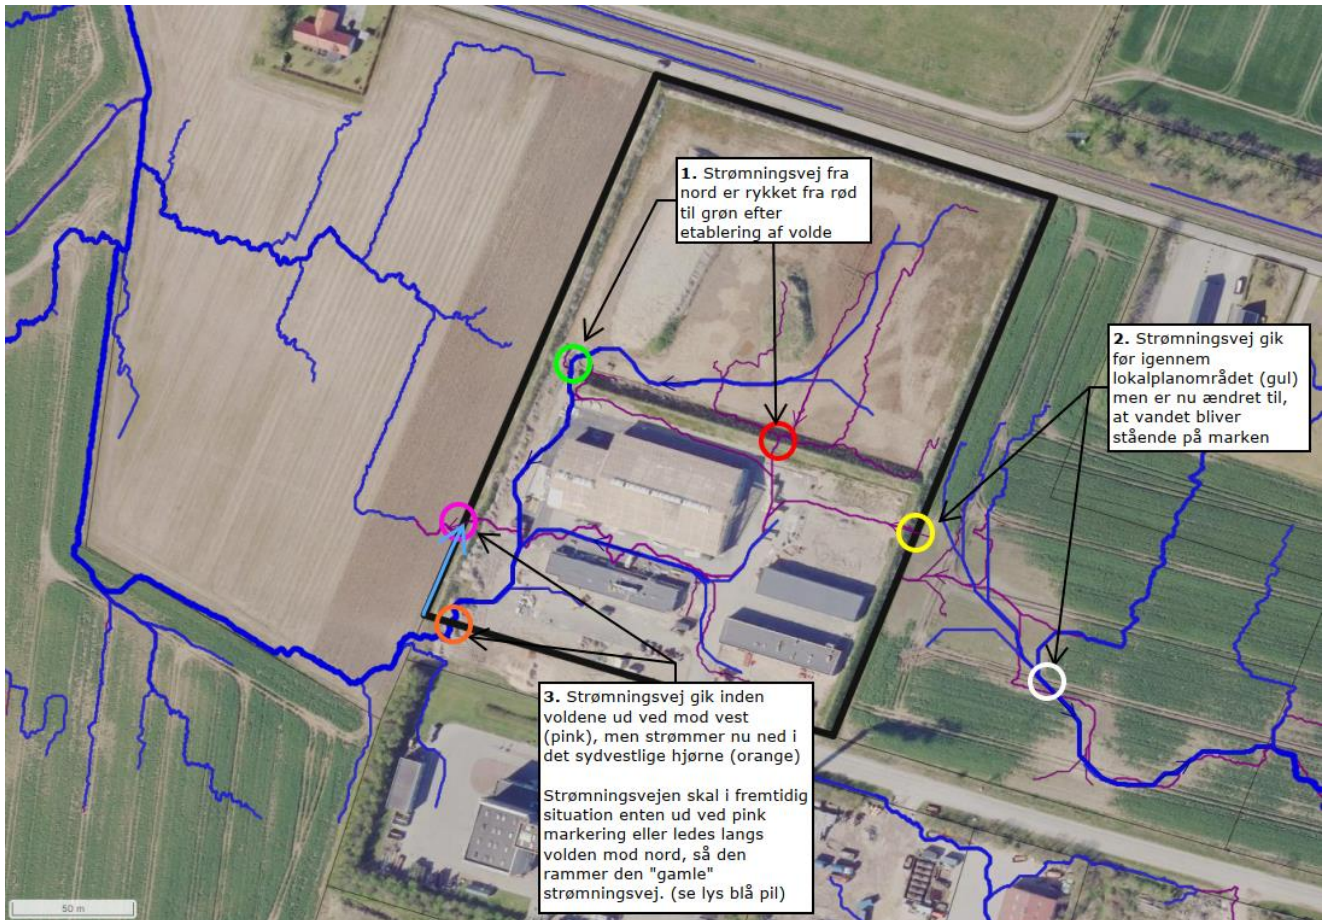 1. Strømningsvej fra
nord er rykket fra rød
til grøn efter
etablering af volde
2. Strømningsvej gik
før igennem
lokalplanområdet (gul)
men er nu ændret til,
at vandet bliver
stående på marken
3. Strømningsvej gik inden
voldene ud ved mod vest
(pink), men strømmer nu ned i
det sydvestlige hjørne (orange)
Strømningsvejen skal i fremtidig
situation enten ud ved pink
markering eller ledes langs
volden mod nord, så den
rammer den "gamle"
strømningsvej. (se lys blå pil)
50 m